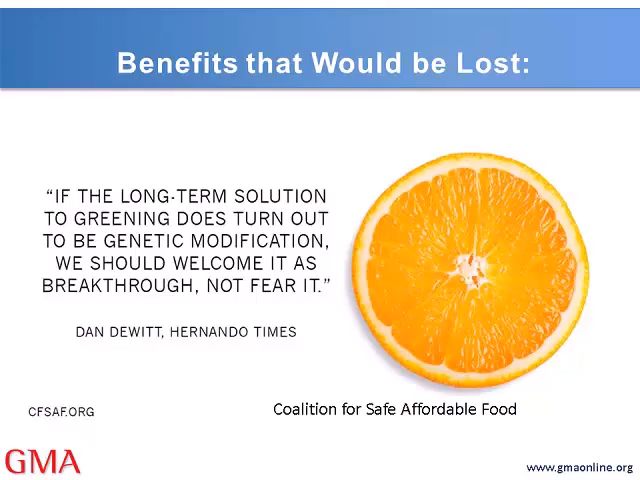 Benefits that Would be Lost:
“IF THE LONG-TERM SOLUTION
TO GREENING DOES TURN OUT
TO BE GENETIC MODIFICATION,
WE SHOULD WELCOME IT AS
BREAKTHROUGH, NOT FEAR IT.”
DAN DEWITT, HERNANDO TIMES
CFSAF.ORG
Coalition for Safe Affordable Food
GMA
www.gmaonline.org